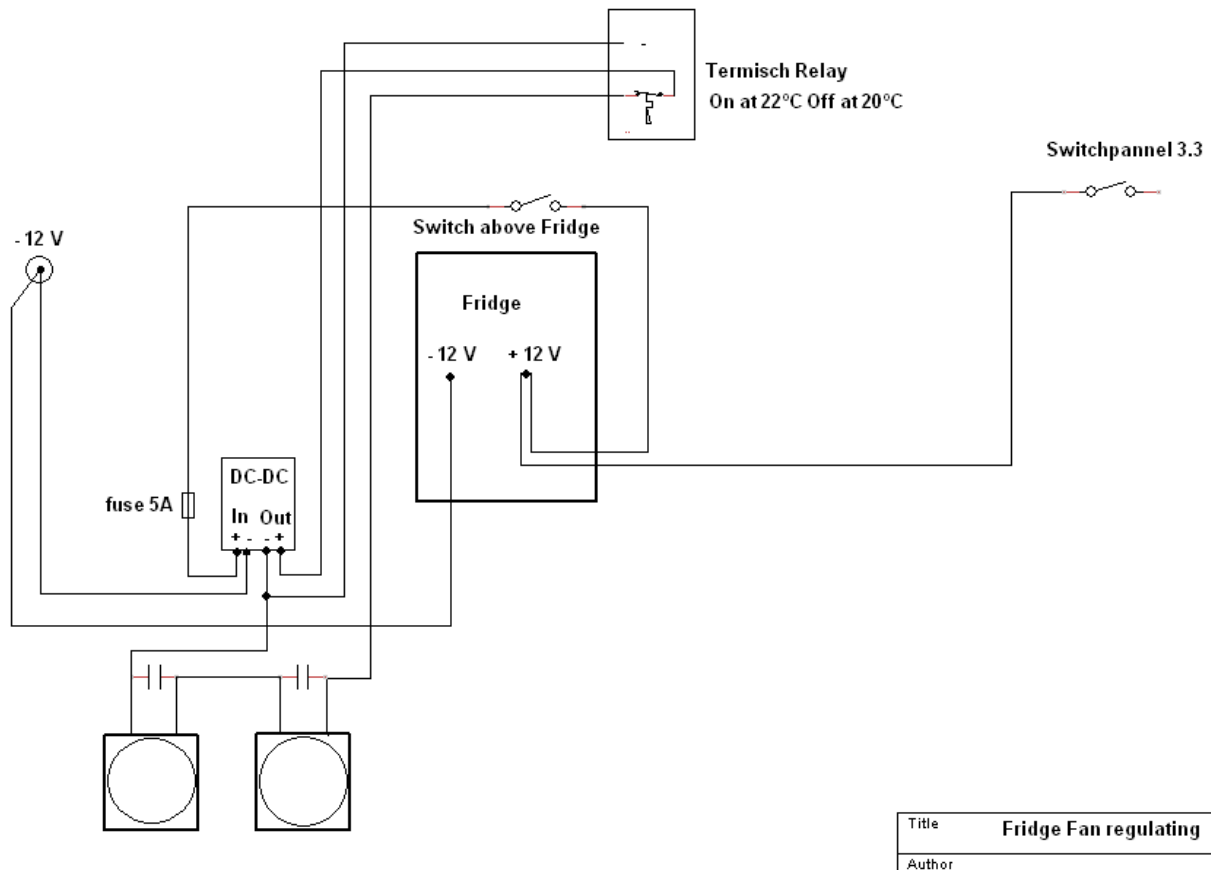 -
Termisch Relay
On at 22°C Off at 20°C
Switchpannel 3.3
Switch above Fridge
- 12 V
Fridge
- 12 V + 12 V
DC-DC
fuse 5A
In Out
+ - - +
Title Fridge Fan regulating
Author